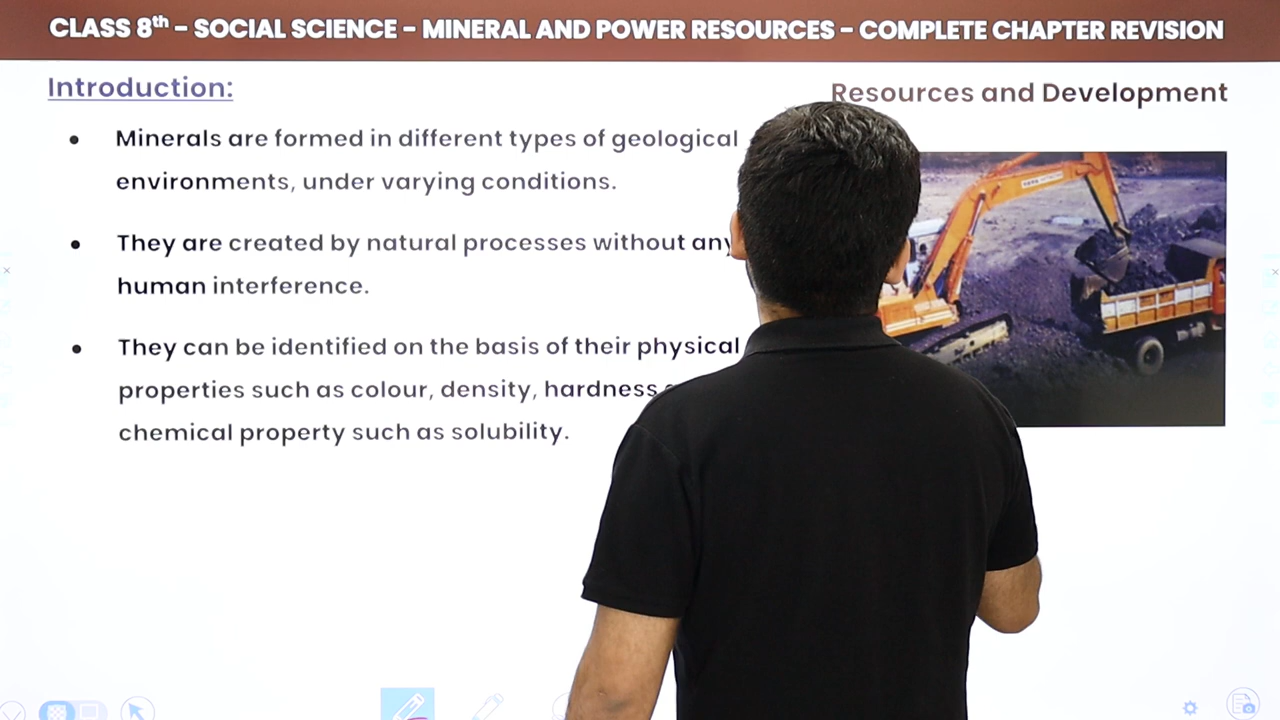 CLASS 8th – SOCIAL SCIENCE – MINERAL AND POWER RESOURCES – COMPLETE CHAPTER REVISION
Introduction:
Resources and Development
• Minerals are formed in different types of geological
environments, under varying conditions.
• They are created by natural processes without any
human interference.
• They can be identified on the basis of their physical
properties such as colour, density, hardness
chemical property such as solubility.